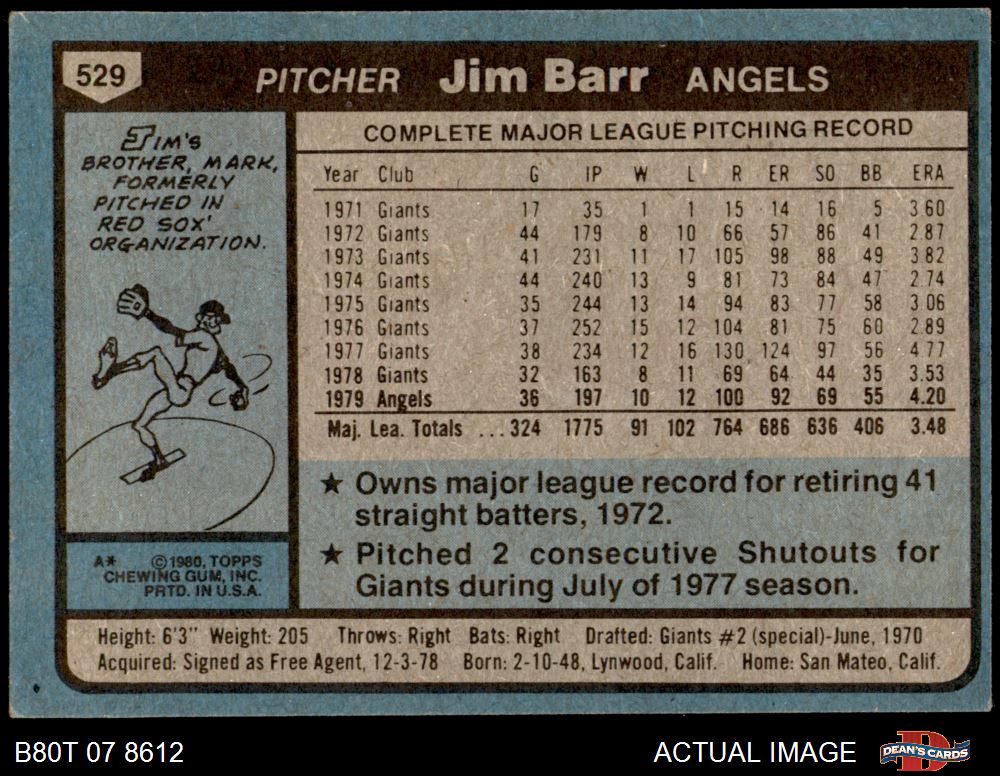 529
PITCHER Jim Barr ANGELS
JIM'S
BROTHER, MARK,
FORMERLY
PITCHED IN
RED SOX'
ORGANIZATION.
A* ©1980, TOPPS
CHEWING GUM, INC.
PRTD. IN U.S.A.
COMPLETE MAJOR LEAGUE PITCHING RECORD
Year Club G IP W L R ER SO BB ERA
1971 Giants 17 35 1 1 15 14 16 5 3.60
1972 Giants 44 179 8 10 66 57 86 41 2.87
1973 Giants 41 231 11 17 105 98 88 49 3.82
1974 Giants 44 240 13 9 81 73 84 47 2.74
1975 Giants 35 244 13 14 94 83 77 58 3.06
1976 Giants 37 252 15 12 104 81 75 60 2.89
1977 Giants 38 234 12 16 130 124 97 56 4.77
1978 Giants 32 163 8 11 69 64 44 35 3.53
1979 Angels 36 197 10 12 100 92 69 55 4.20
Maj. Lea. Totals ...324 1775 91 102 764 686 636 406 3.48
★ Owns major league record for retiring 41
straight batters, 1972.
★ Pitched 2 consecutive Shutouts for
Giants during July of 1977 season.
Height: 6'3" Weight: 205 Throws: Right Bats: Right Drafted: Giants #2 (special)-June, 1970
Acquired: Signed as Free Agent, 12-3-78 Born: 2-10-48, Lynwood, Calif. Home: San Mateo, Calif.
B80T 07 8612 ACTUAL IMAGE D DEAN'S CARDS